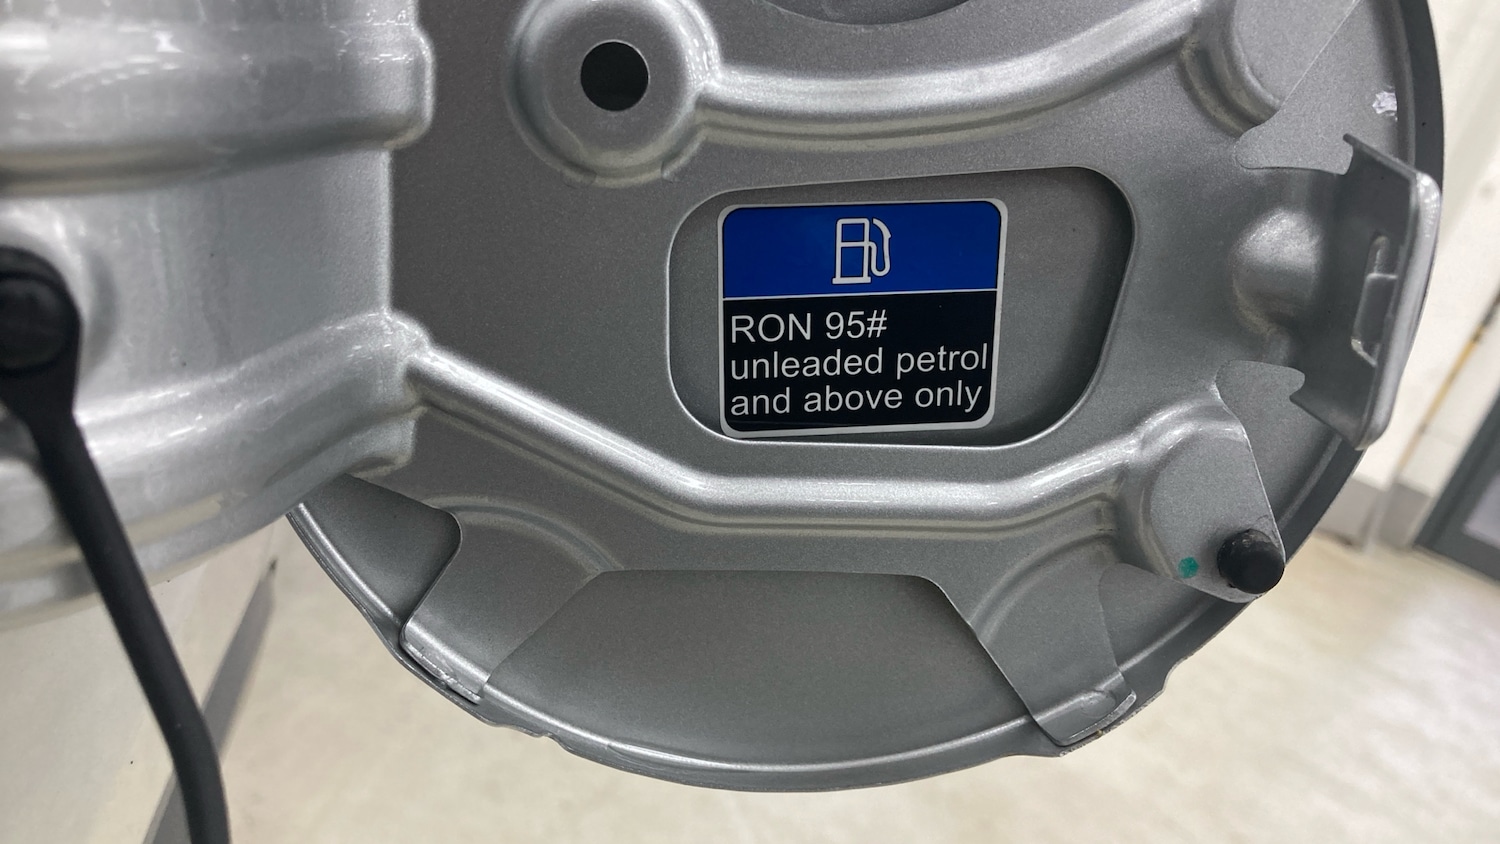 RON 95#
unleaded petrol
and above only